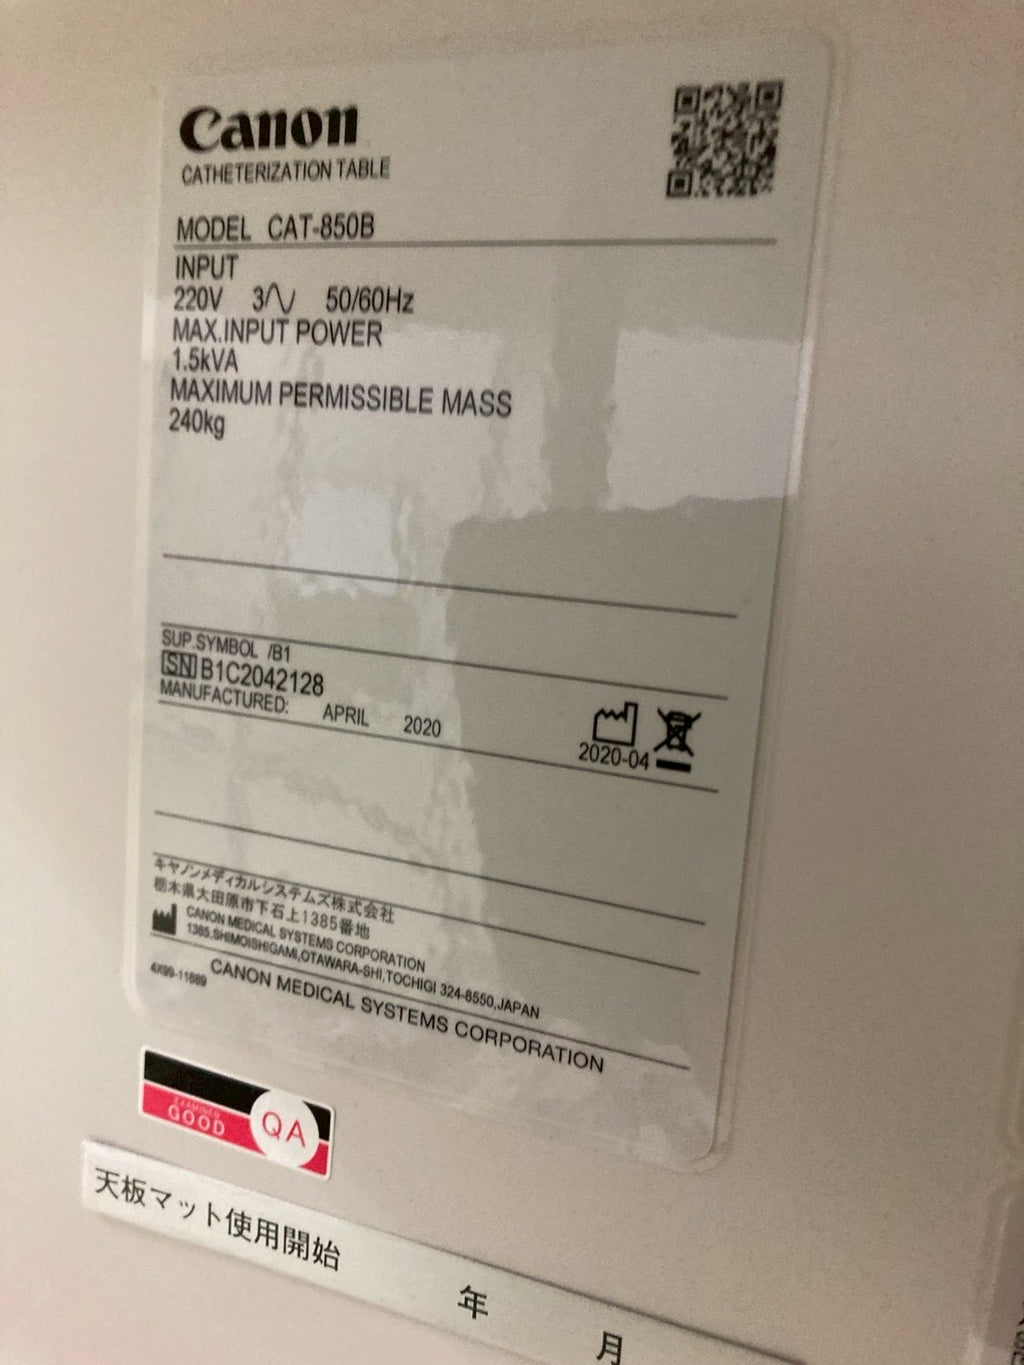 Canon
CATHETERIZATION TABLE
MODEL CAT-850B
INPUT
220V 3∿ 50/60Hz
MAX.INPUT POWER
1.5kVA
MAXIMUM PERMISSIBLE MASS
240kg
SUP.SYMBOL /B1
SN B1C2042128
MANUFACTURED: APRIL 2020
2020-04
キヤノンメディカルシステムズ株式会社
栃木県大田原市下石上1385番地
CANON MEDICAL SYSTEMS CORPORATION
1385,SHIMOISHIGAMI,OTAWARA-SHI,TOCHIGI 324-8550,JAPAN
CANON MEDICAL SYSTEMS CORPORATION
GOOD
QA
天板マット使用開始
年 月